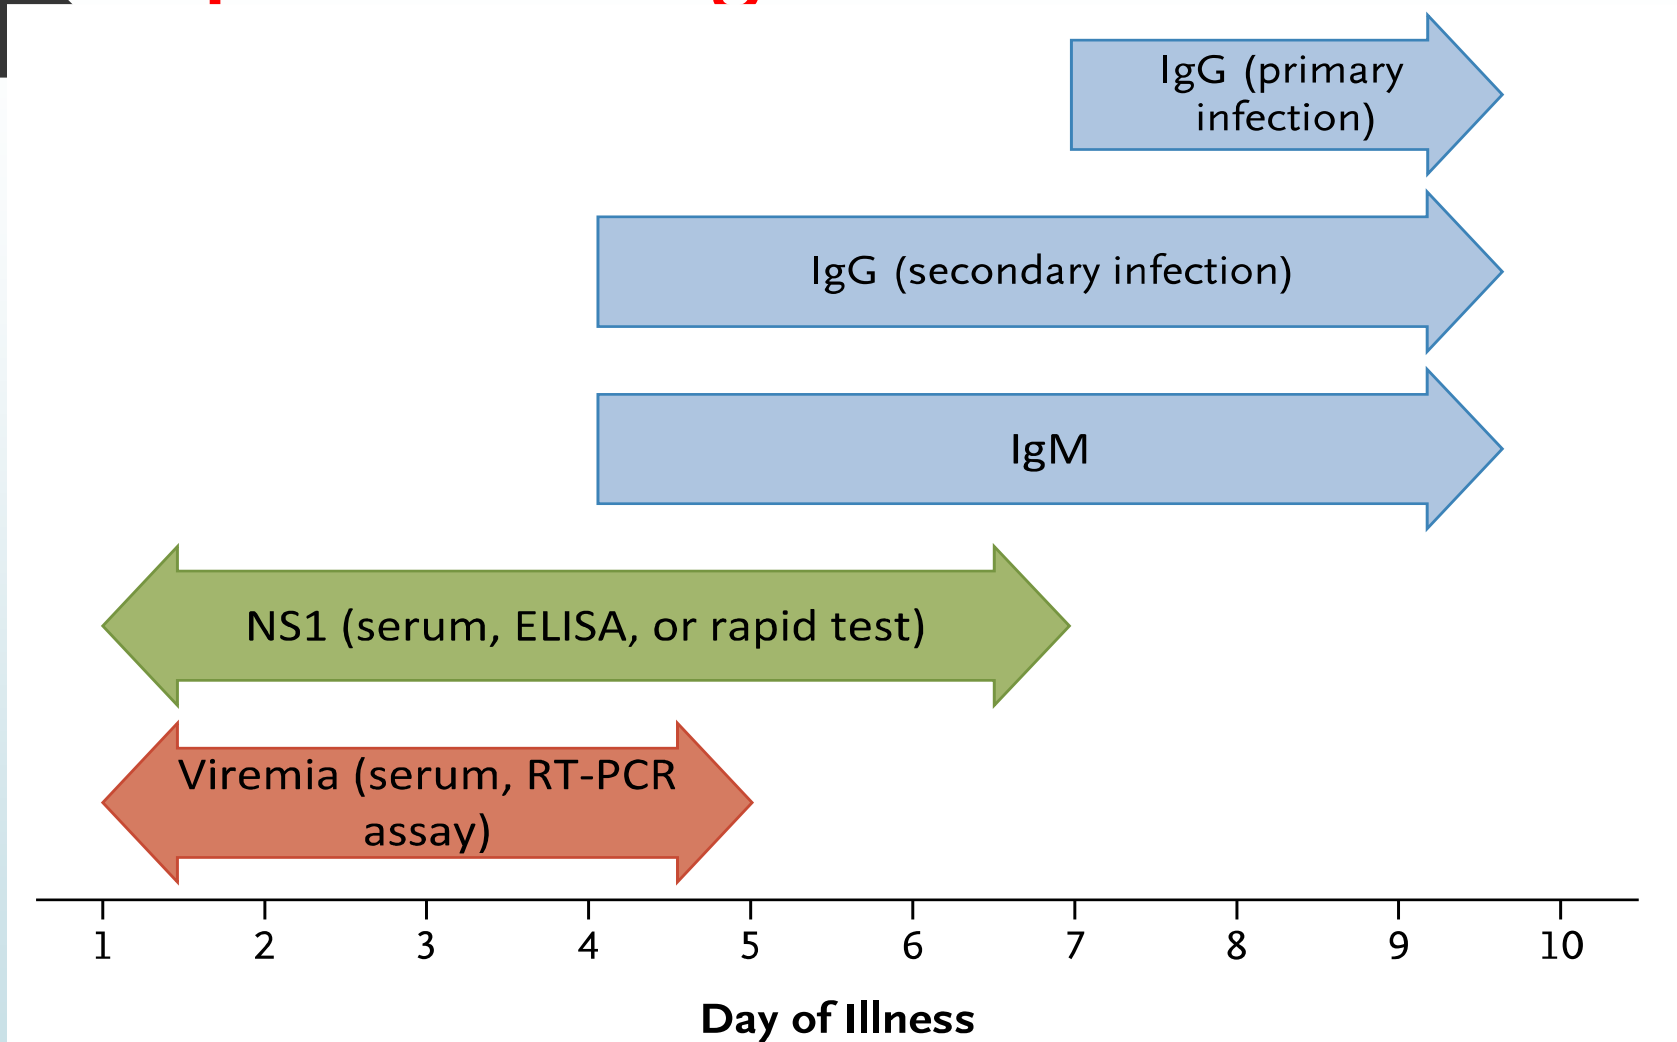 IgG (primary
infection)
IgG (secondary infection)
IgM
NS1 (serum, ELISA, or rapid test)
Viremia (serum, RT-PCR
assay)
1 2 3 4 5 6 7 8 9 10
Day of Illness